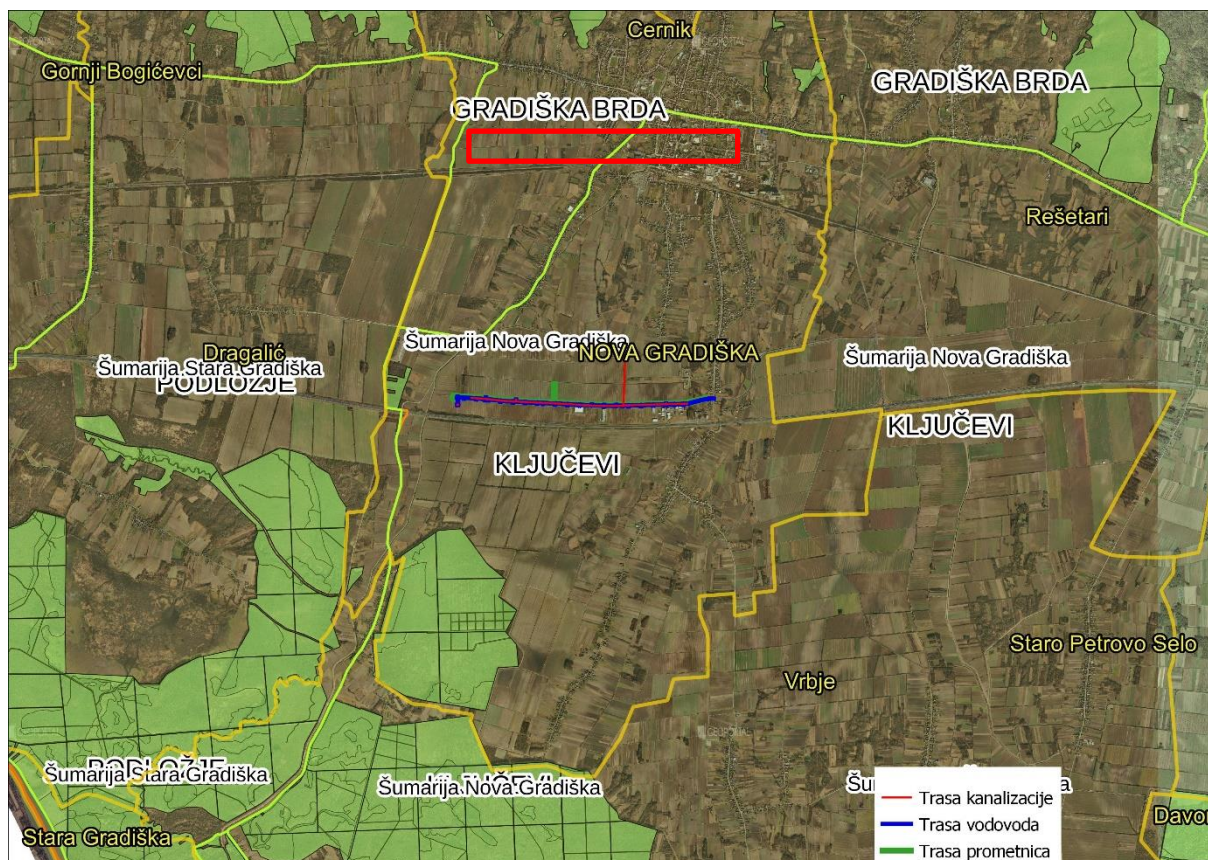 Cernik
Gornji Bogićevci
GRADIŠKA BRDA
GRADIŠKA BRDA
Rešetari
Šumarija Nova Gradiška
Dragalić
NOVA GRADIŠKA
Šumarija Nova Gradiška
Šumarija Stara Gradiška
PODLOŽJE
KLJUČEVI
KLJUČEVI
Staro Petrovo Selo
Vrbje
PODLOŽJE
Šumarija Stara Gradiška
Šumarija Nova Gradiška
Trasa kanalizacije
Trasa vodovoda
Trasa prometnica
Stara Gradiška